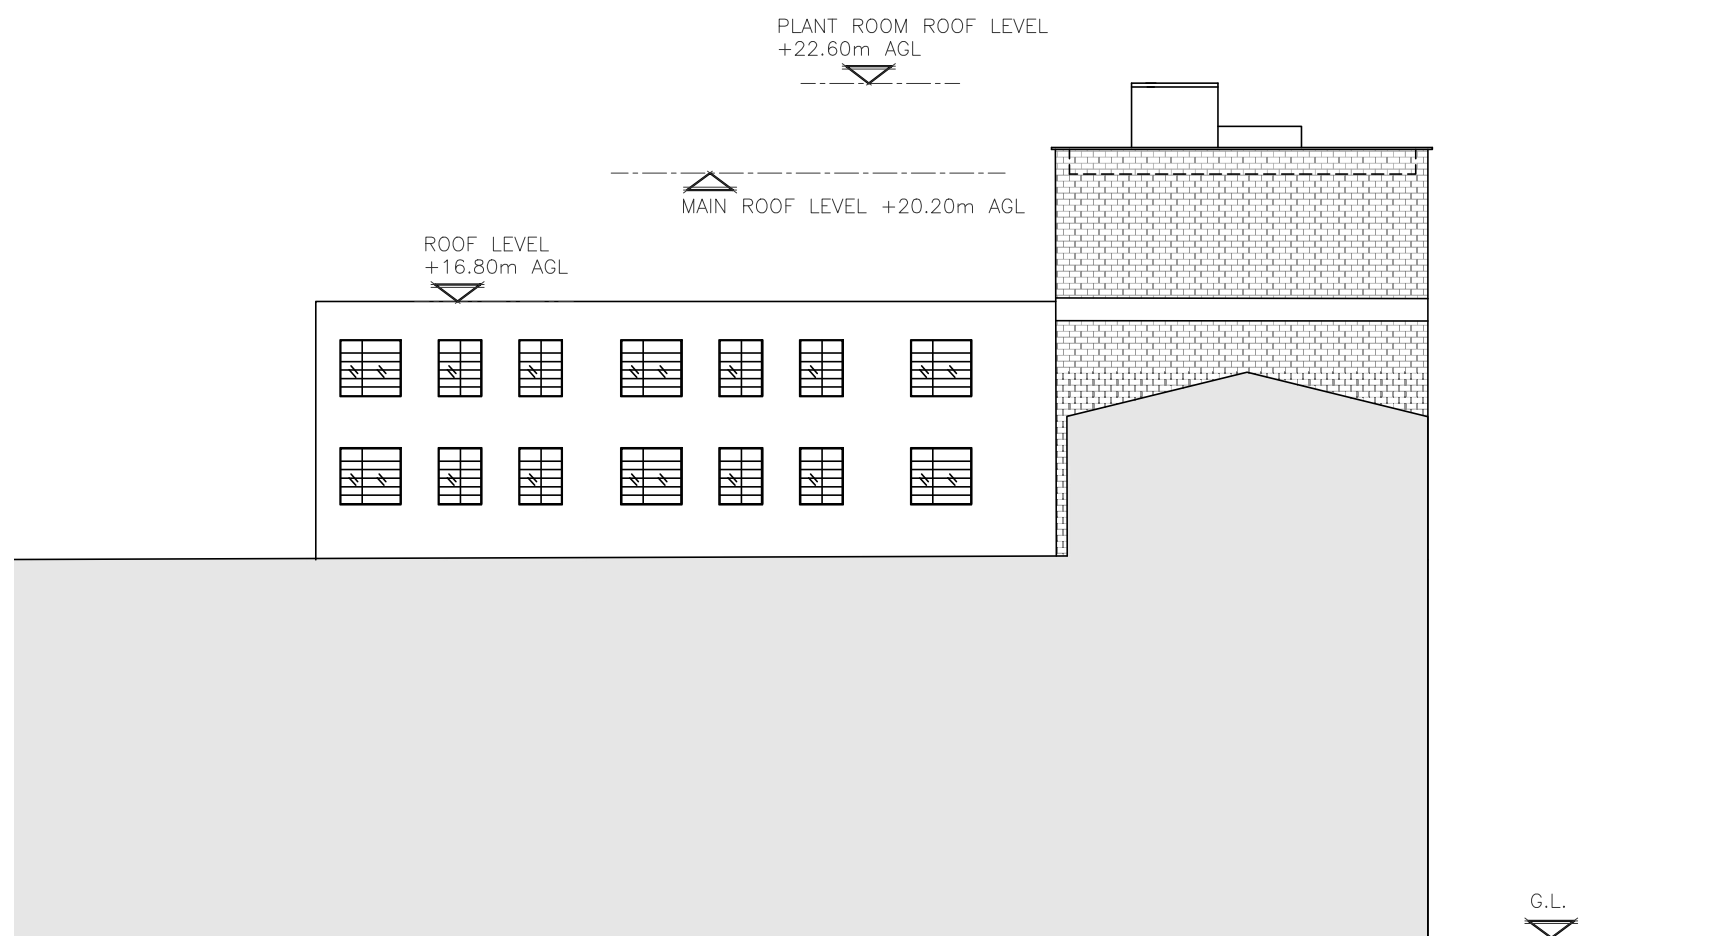 PLANT ROOM ROOF LEVEL
+22.60m AGL
MAIN ROOF LEVEL +20.20m AGL
ROOF LEVEL
+16.80m AGL
G.L.